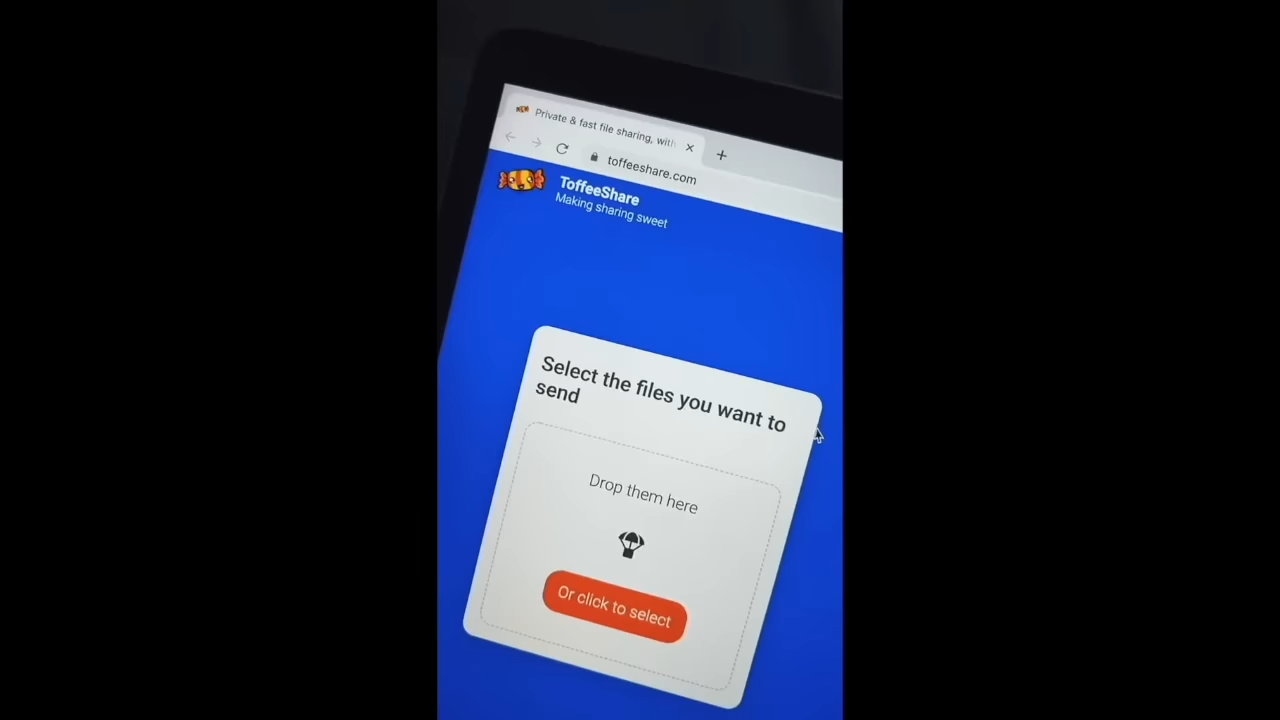 Private & fast file sharing, with
toffeeshare.com
ToffeeShare
Making sharing sweet
Select the files you want to
send
Drop them here
Or click to select